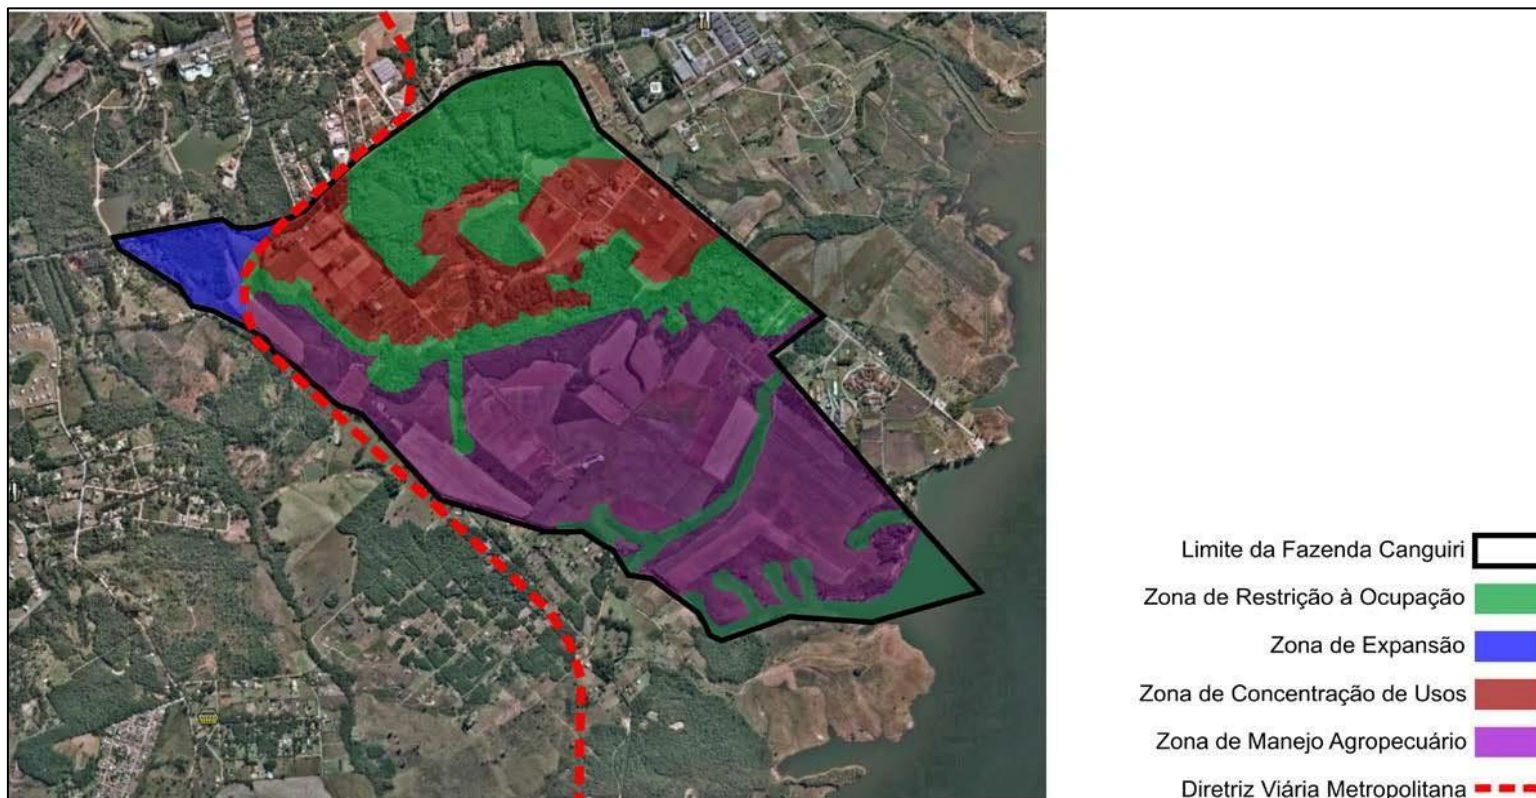 Limite da Fazenda Canguiri
Zona de Restrição à Ocupação
Zona de Expansão
Zona de Concentração de Usos
Zona de Manejo Agropecuário
Diretriz Viária Metropolitana